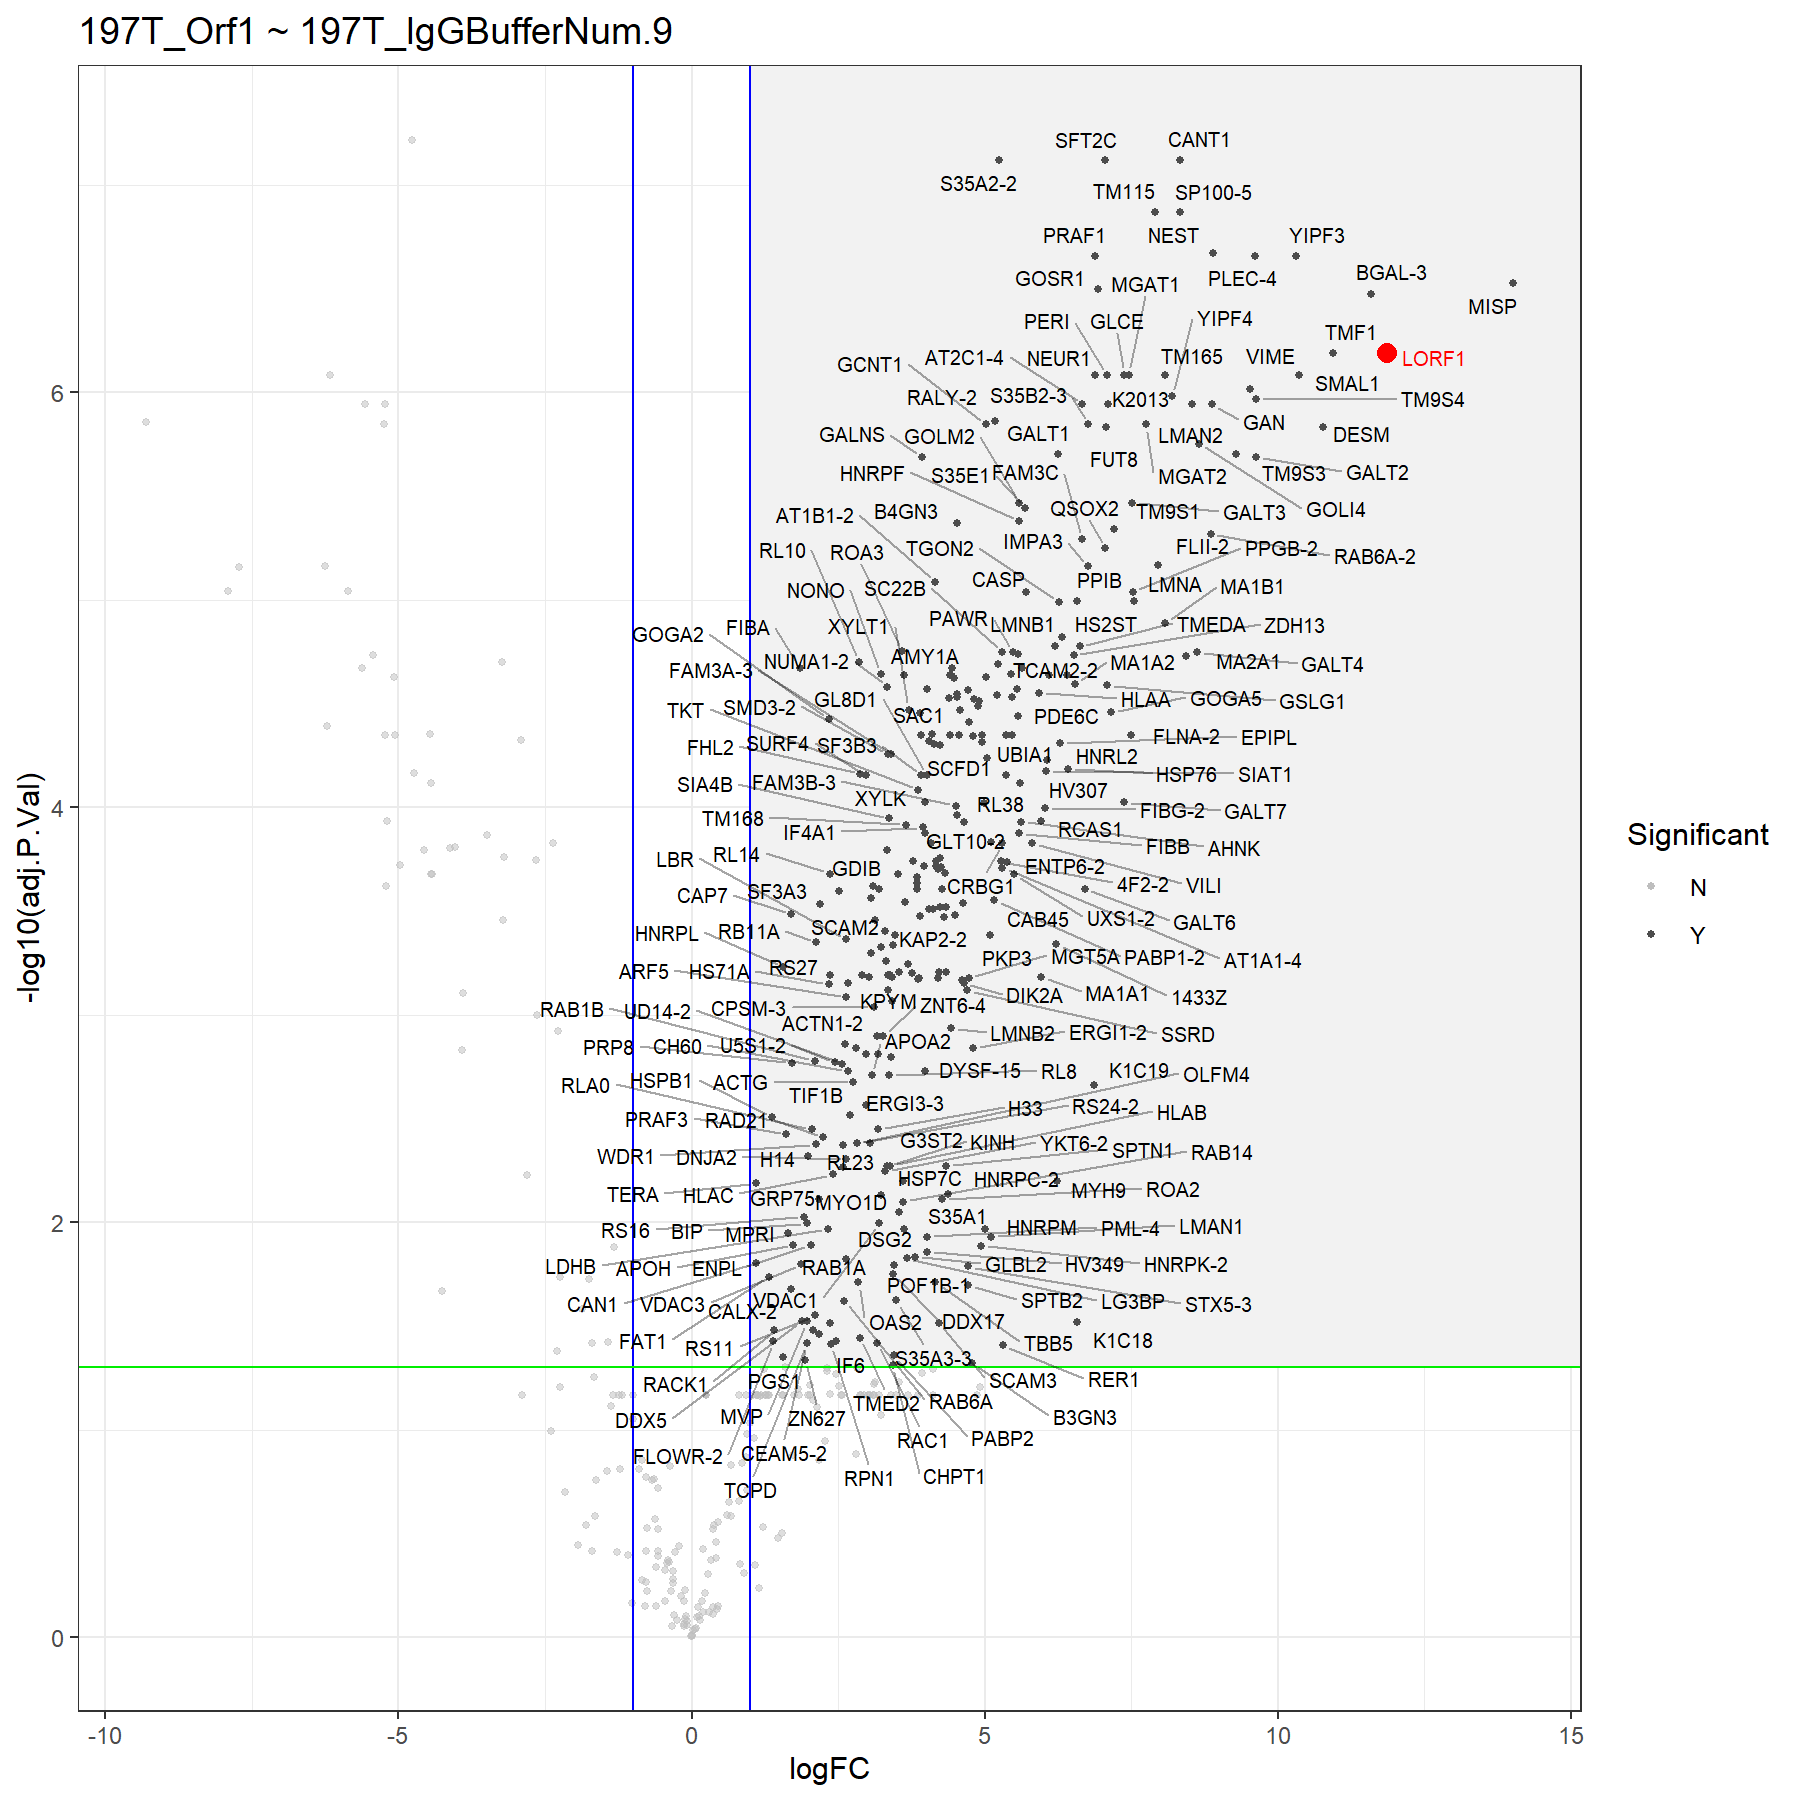 197T_Orf1 ~ 197T_IgGBufferNum.9
SFT2C CANT1
S35A2-2
TM115 SP100-5
PRAF1 NEST YIPF3
GOSR1 MGAT1 PLEC-4 BGAL-3
MISP
PERI GLCE YIPF4 TMF1
GCNT1 AT2C1-4 NEUR1 TM165 VIME LORF1
SMAL1
RALY-2 S35B2-3 K2013 TM9S4
GAN
GALNS GOLM2 GALT1 LMAN2 DESM
FUT8
HNRPF S35E1 FAM3C MGAT2 TM9S3 GALT2
AT1B1-2 B4GN3 QSOX2 TM9S1 GALT3 GOLI4
RL10 ROA3 TGON2 IMPA3 FLII-2 PPGB-2 RAB6A-2
NONO SC22B CASP PPIB LMNA MA1B1
GOGA2 FIBA XYLT1 PAWR LMNB1 HS2ST TMEDA ZDH13
FAM3A-3 NUMA1-2 AMY1A TCAM2-2 MA1A2 MA2A1 GALT4
TKT SMD3-2 GL8D1 SAC1 PDE6C HLAA GOGA5 GSLG1
FHL2 SURF4 SF3B3 UBIA1 HNRL2 FLNA-2 EPIPL
SIA4B FAM3B-3 SCFD1 HSP76 SIAT1
XYLK RL38 HV307
TM168 IF4A1 FIBG-2 GALT7
GLT10-2 RCAS1 FIBB AHNK
LBR RL14 GDIB ENTP6-2
CAP7 SF3A3 CRBG1 4F2-2 VILI
HNRPL RB11A SCAM2 KAP2-2 CAB45 UXS1-2 GALT6
ARF5 HS71A RS27 PKP3 MGT5A PABP1-2 AT1A1-4
RAB1B UD14-2 CPSM-3 KPYM ZNT6-4 DIK2A MA1A1 1433Z
ACTN1-2
PRP8 CH60 U5S1-2 APOA2 LMNB2 ERGI1-2 SSRD
RLA0 HSPB1 ACTG TIF1B DYSF-15 RL8 K1C19 OLFM4
PRAF3 RAD21 ERGI3-3 H33 RS24-2 HLAB
WDR1 DNJA2 H14 RL23 G3ST2 KINH YKT6-2 SPTN1 RAB14
TERA HLAC GRP75 MYO1D HSP7C HNRPC-2 MYH9 ROA2
RS16 BIP MPRI DSG2 S35A1 HNRPM PML-4 LMAN1
LDHB APOH ENPL RAB1A GLBL2 HV349 HNRPK-2
CAN1 VDAC3 CALX-2 VDAC1 POF1B-1 SPTB2 LG3BP STX5-3
FAT1 RS11 OAS2 DDX17 TBB5 K1C18
RACK1 PGS1 IF6 S35A3-3 SCAM3 RER1
DDX5 MVP ZN627 TMED2 RAB6A B3GN3
FLOWR-2 CEAM5-2 RAC1 PABP2
TCPD RPN1 CHPT1
6
4
2
0
-log10(adj.P.Val)
-10 -5 0 5 10 15
logFC
Significant
N
Y